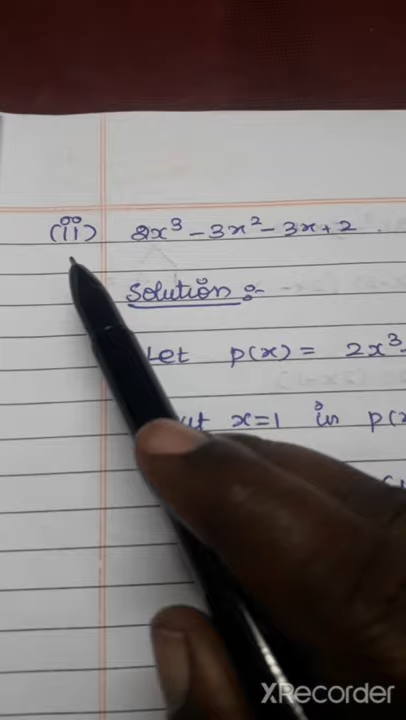 (ii) 2x³ - 3x² - 3x + 2 .
Solution :-
Let p(x) = 2x³-
x=1 in p(x
XRecorder